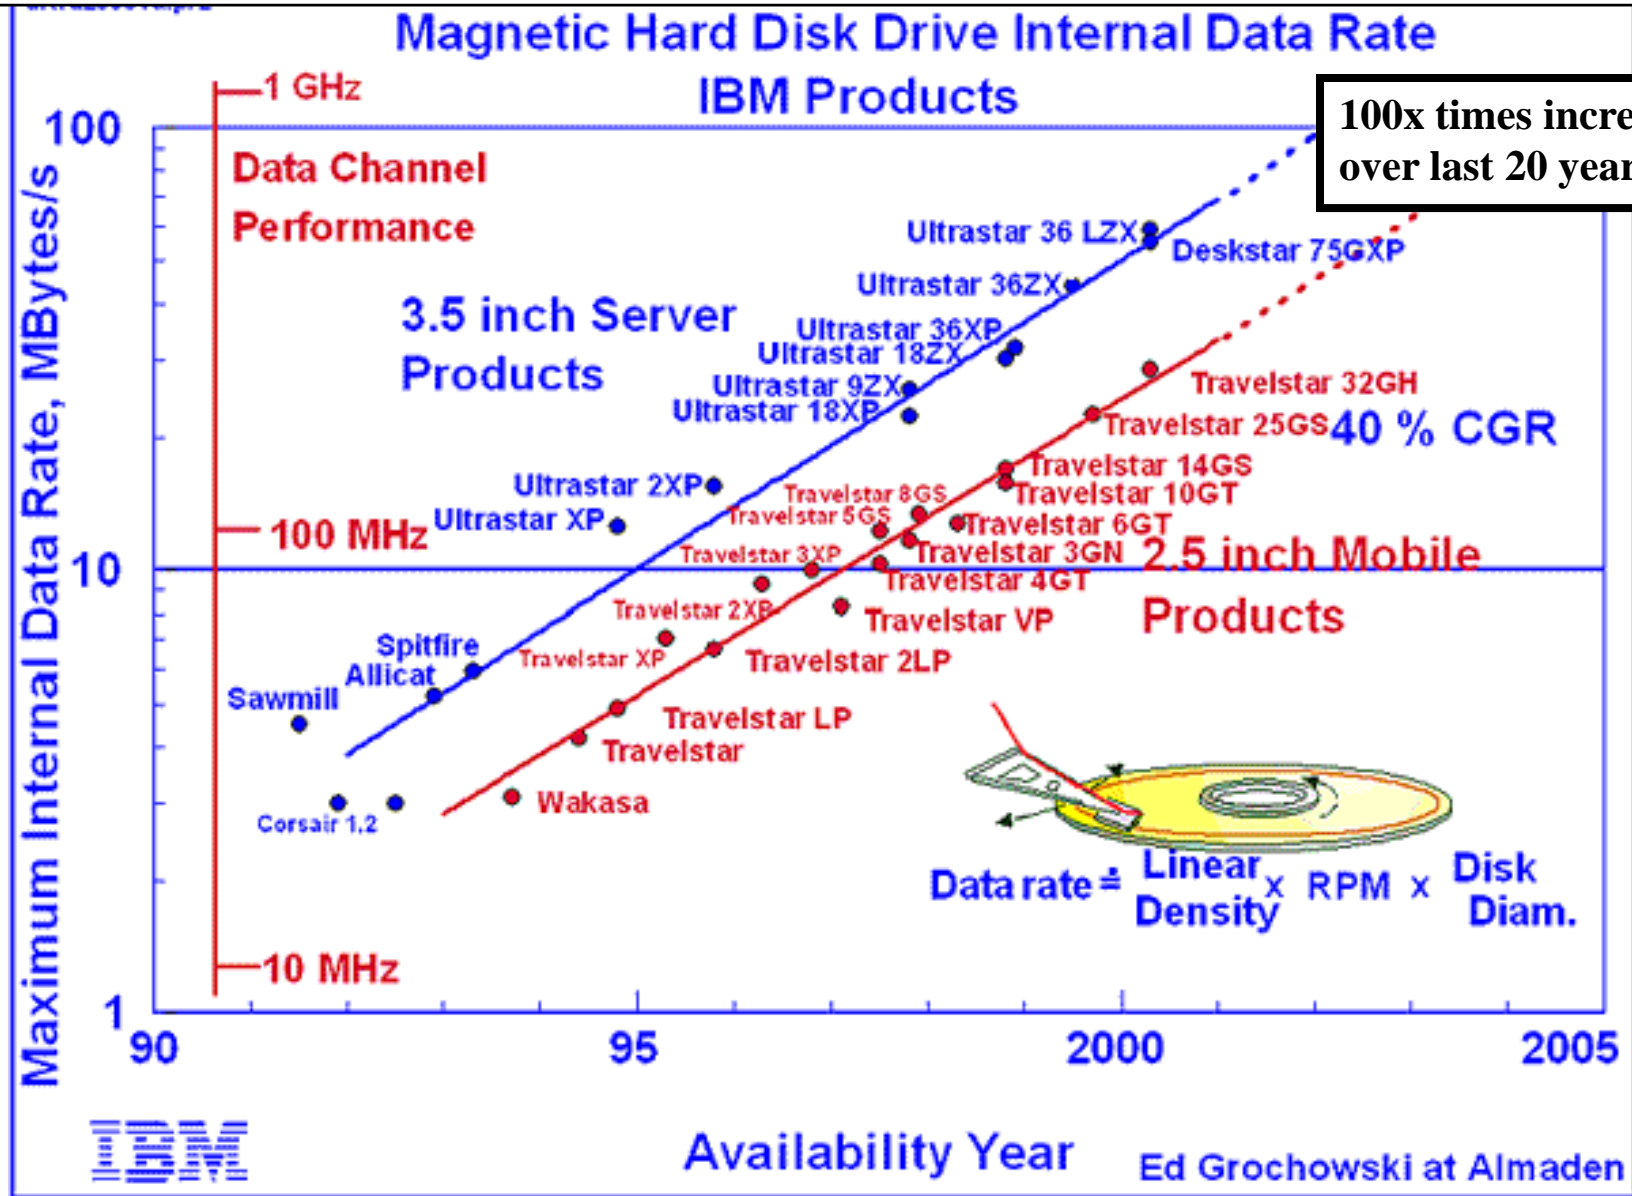 Magnetic Hard Disk Drive Internal Data Rate
IBM Products
100x times incre
over last 20 year
Maximum Internal Data Rate, MBytes/s
100
10
1
1 GHz
Data Channel
Performance
100 MHz
10 MHz
3.5 inch Server
Products
Ultrastar 36 LZX
Deskstar 75GXP
Ultrastar 36ZX
Ultrastar 36XP
Ultrastar 18ZX
Ultrastar 9ZX
Ultrastar 18XP
Ultrastar 2XP
Ultrastar XP
Spitfire
Allicat
Sawmill
Corsair 1,2
Travelstar 32GH
Travelstar 25GS
40 % CGR
Travelstar 14GS
Travelstar 10GT
Travelstar 8GS
Travelstar 5GS
Travelstar 6GT
Travelstar 3XP
Travelstar 3GN
2.5 inch Mobile
Products
Travelstar 4GT
Travelstar 2XP
Travelstar VP
Travelstar XP
Travelstar 2LP
Travelstar LP
Travelstar
Wakasa
Data rate ≐ Linear Density x RPM x Disk Diam.
90
95
2000
2005
Availability Year
IBM
Ed Grochowski at Almaden